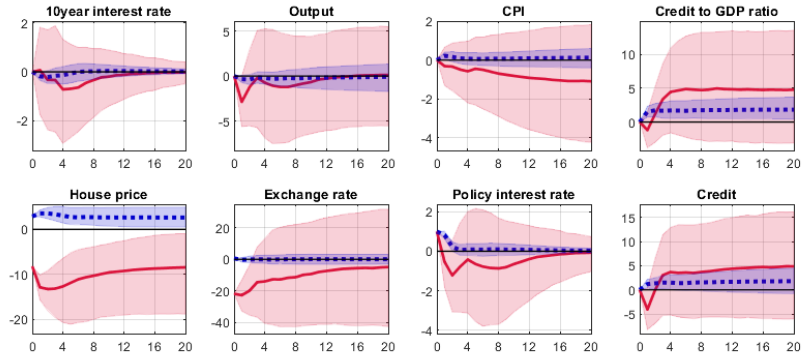 10year interest rate
2
0
-2
0 4 8 12 16 20
Output
5
0
-5
0 4 8 12 16 20
CPI
2
0
-2
-4
0 4 8 12 16 20
Credit to GDP ratio
10
5
0
0 4 8 12 16 20
House price
0
-10
-20
0 4 8 12 16 20
Exchange rate
20
0
-20
-40
0 4 8 12 16 20
Policy interest rate
2
0
-2
-4
0 4 8 12 16 20
Credit
15
10
5
0
-5
0 4 8 12 16 20